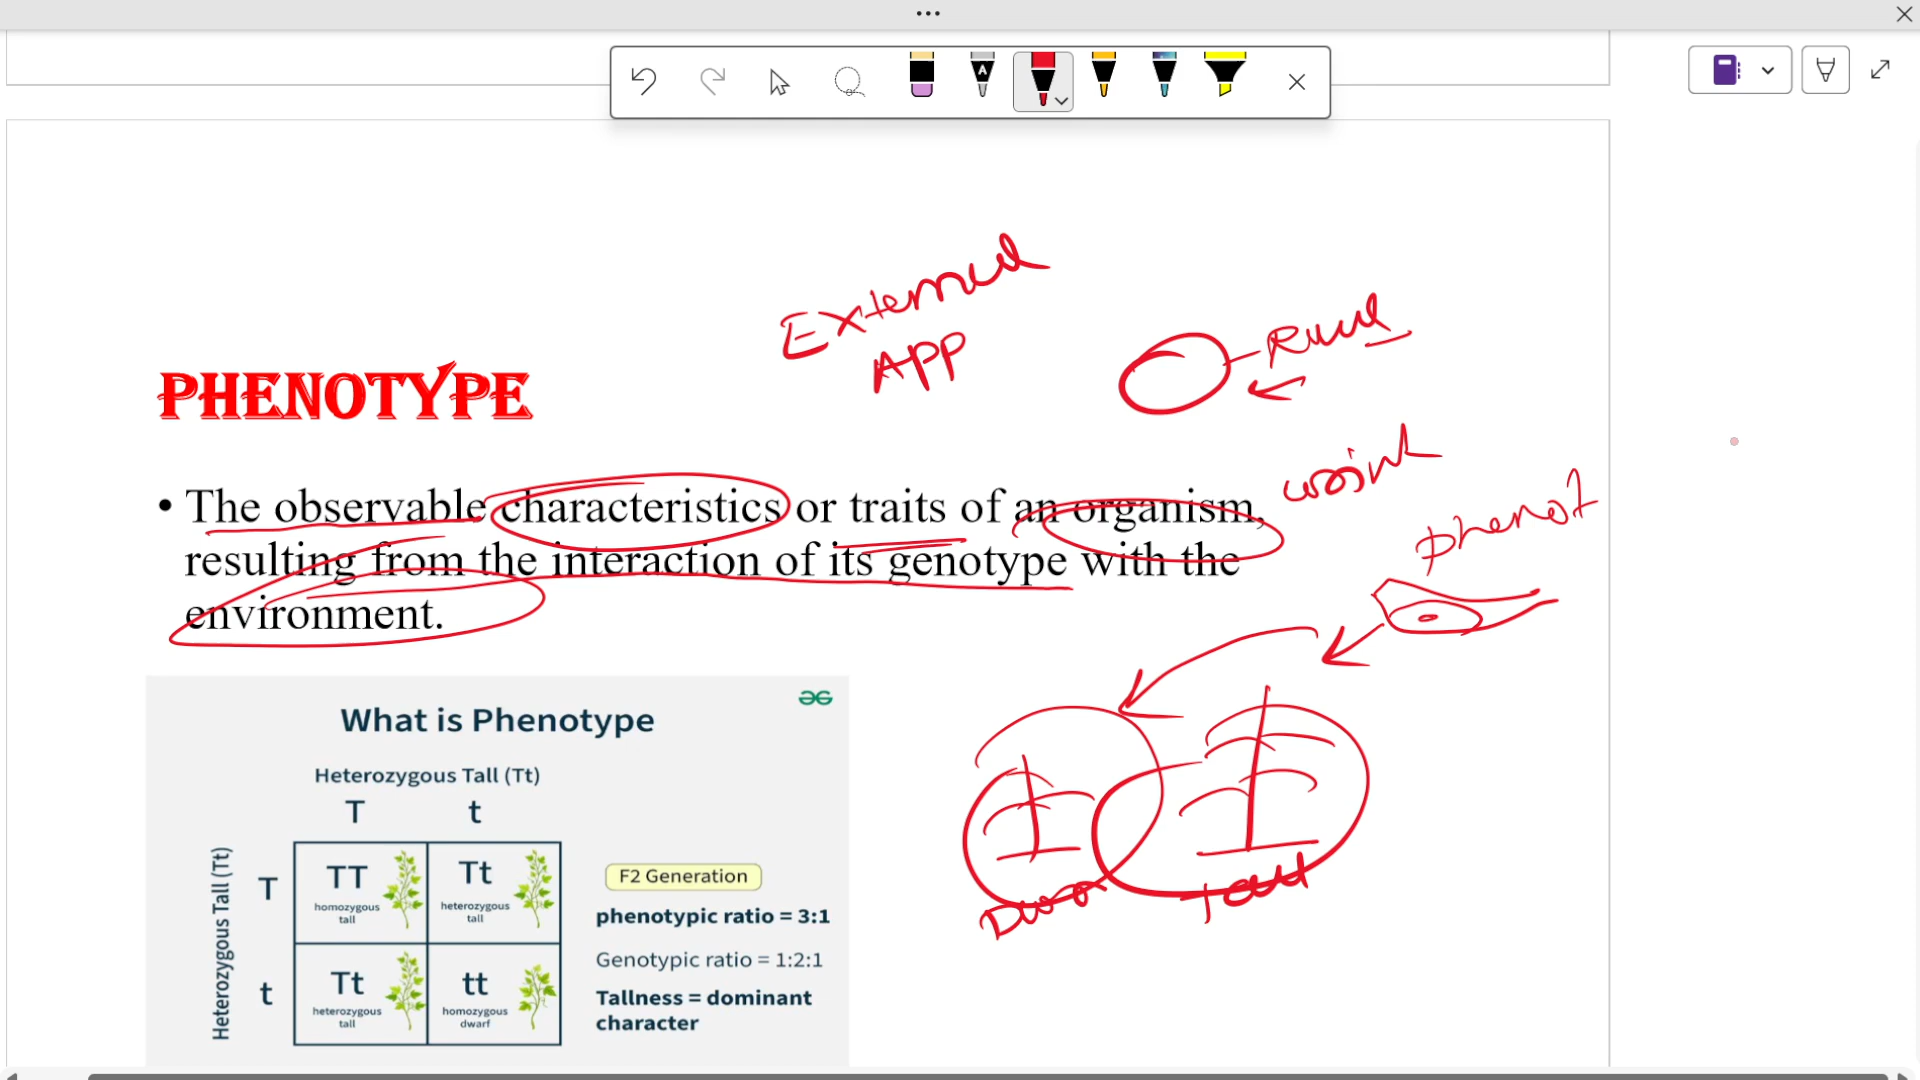 External
APP
PHENOTYPE
• The observable characteristics or traits of an organism,
resulting from the interaction of its genotype with the
environment.
phenot
What is Phenotype
Heterozygous Tall (Tt)
T t
Heterozygous Tall (Tt)
T
TT
homozygous
tall
Tt
heterozygous
tall
t
Tt
heterozygous
tall
tt
homozygous
dwarf
F2 Generation
phenotypic ratio = 3:1
Genotypic ratio = 1:2:1
Tallness = dominant
character
Tall